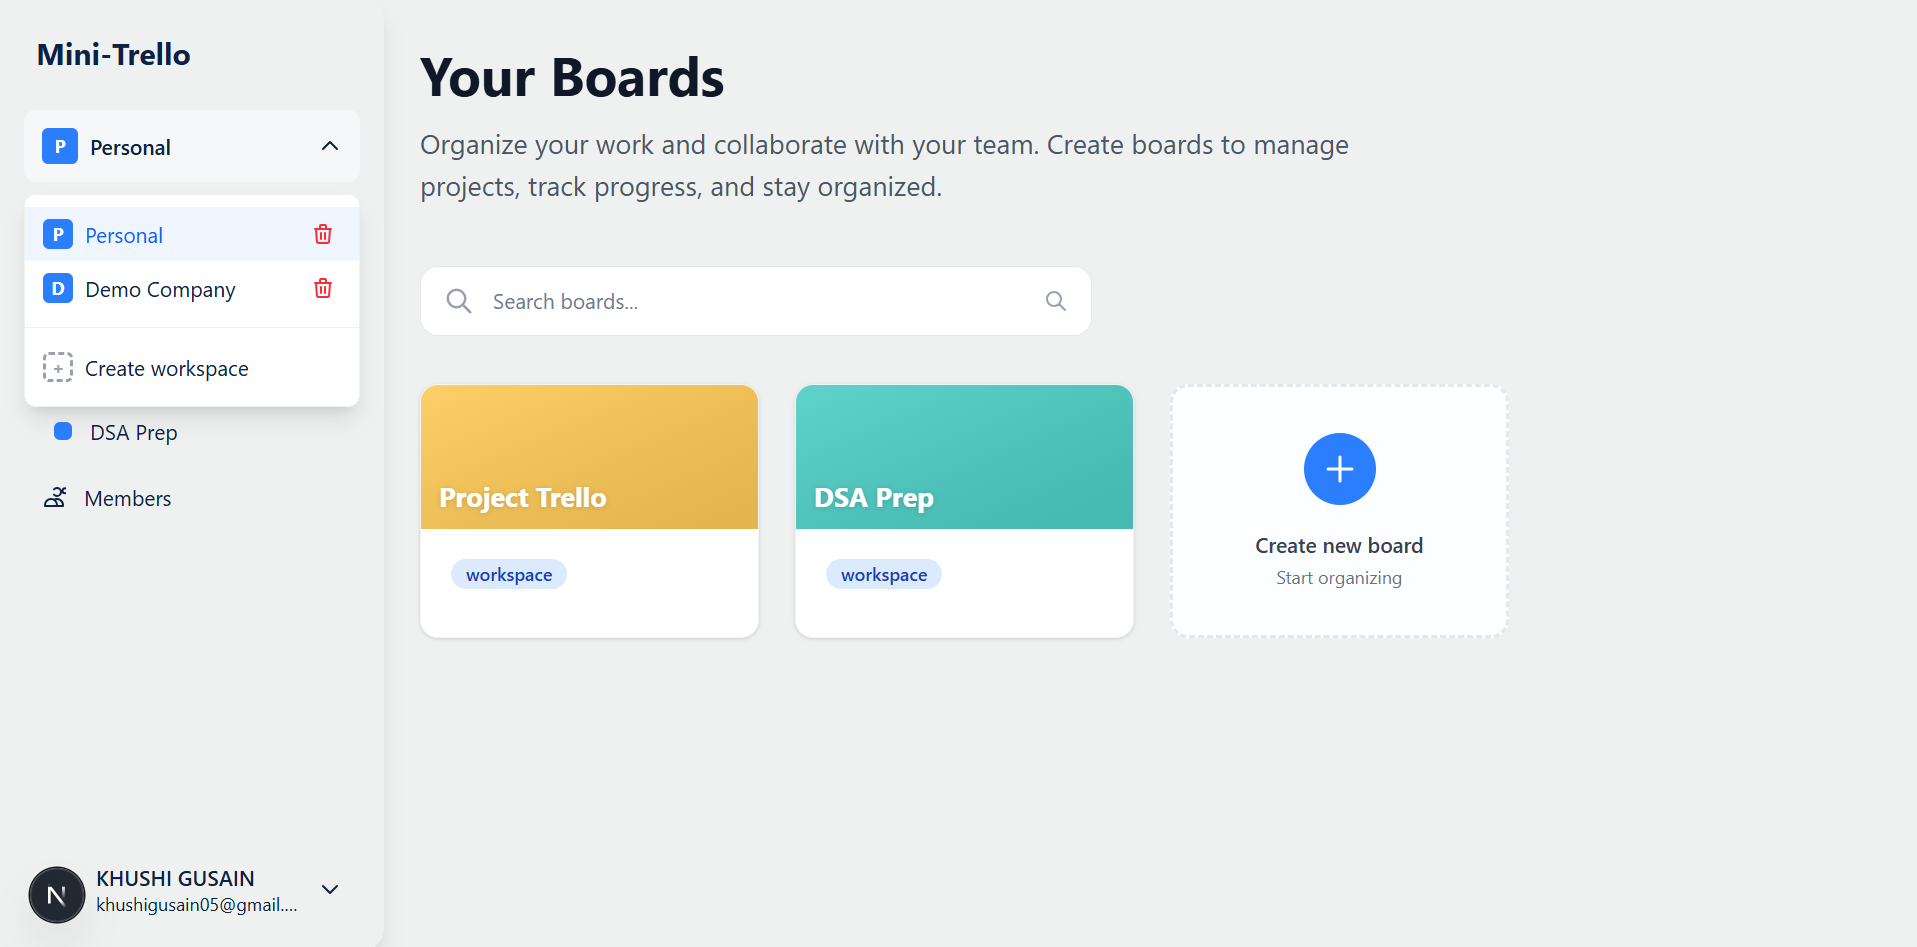 Mini-Trello
P Personal
P Personal
D Demo Company
+ Create workspace
DSA Prep
Members
N KHUSHI GUSAIN
khushigusain05@gmail....
Your Boards
Organize your work and collaborate with your team. Create boards to manage
projects, track progress, and stay organized.
Search boards...
Project Trello
workspace
DSA Prep
workspace
Create new board
Start organizing